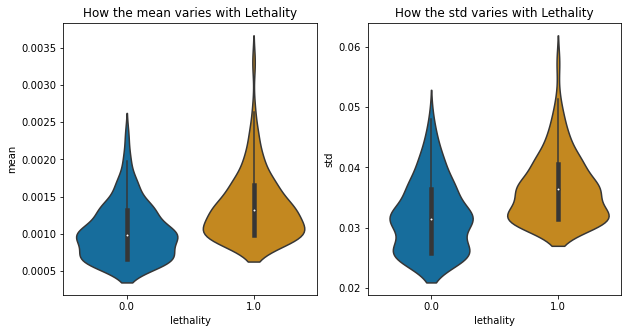 How the mean varies with Lethality
mean
0.0035
0.0030
0.0025
0.0020
0.0015
0.0010
0.0005
0.0
1.0
lethality
How the std varies with Lethality
std
0.06
0.05
0.04
0.03
0.02
0.0
1.0
lethality